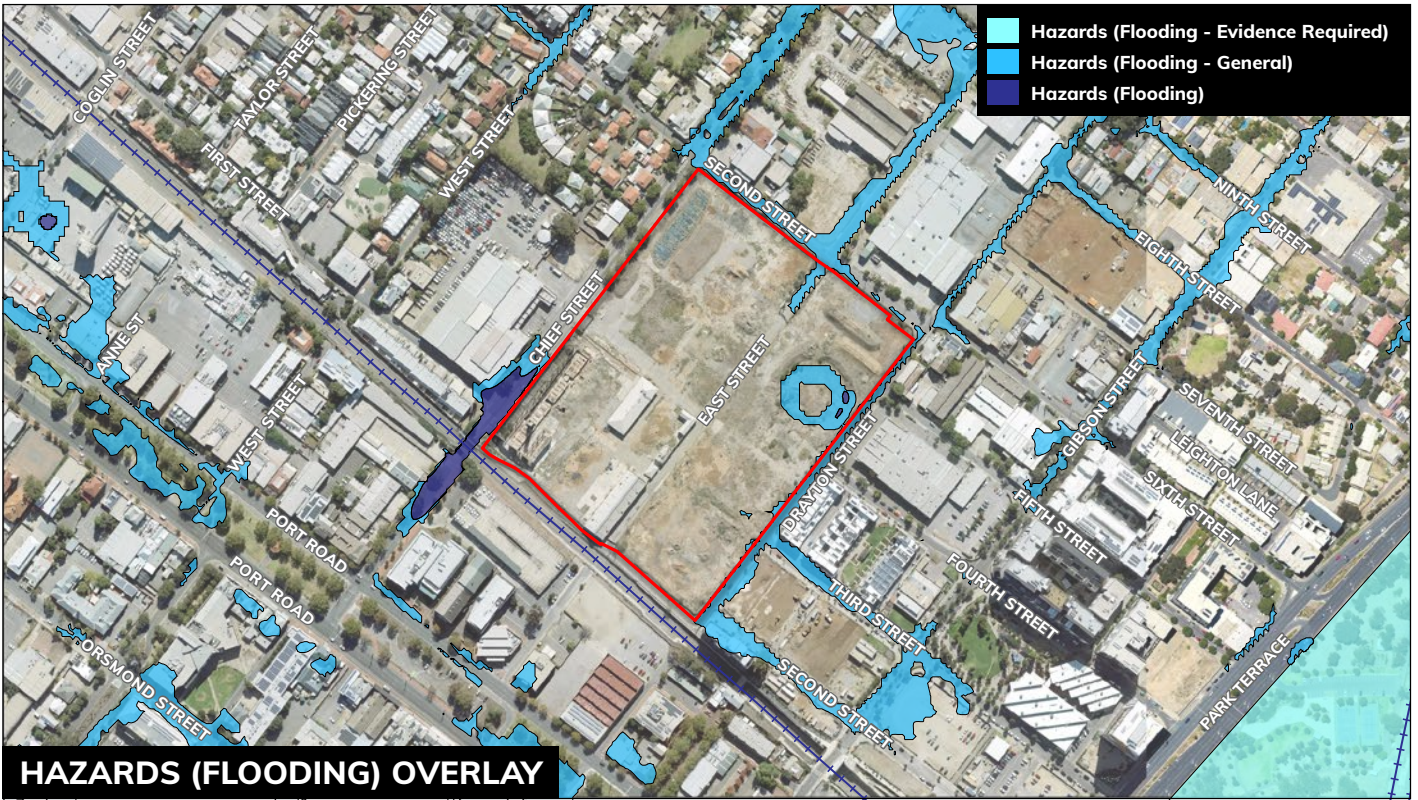 Hazards (Flooding - Evidence Required)
Hazards (Flooding - General)
Hazards (Flooding)
COGLIN STREET
TAYLOR STREET
PICKERING STREET
WEST STREET
FIRST STREET
SECOND STREET
NINTH STREET
EIGHTH STREET
CHIEF STREET
ANNE ST
EAST STREET
GIBSON STREET
SEVENTH STREET
WEST STREET
DRAYTON STREET
LEIGHTON LANE
SIXTH STREET
FIFTH STREET
PORT ROAD
PORT ROAD
FOURTH STREET
THIRD STREET
ORSMOND STREET
SECOND STREET
PARK TERRACE
HAZARDS (FLOODING) OVERLAY